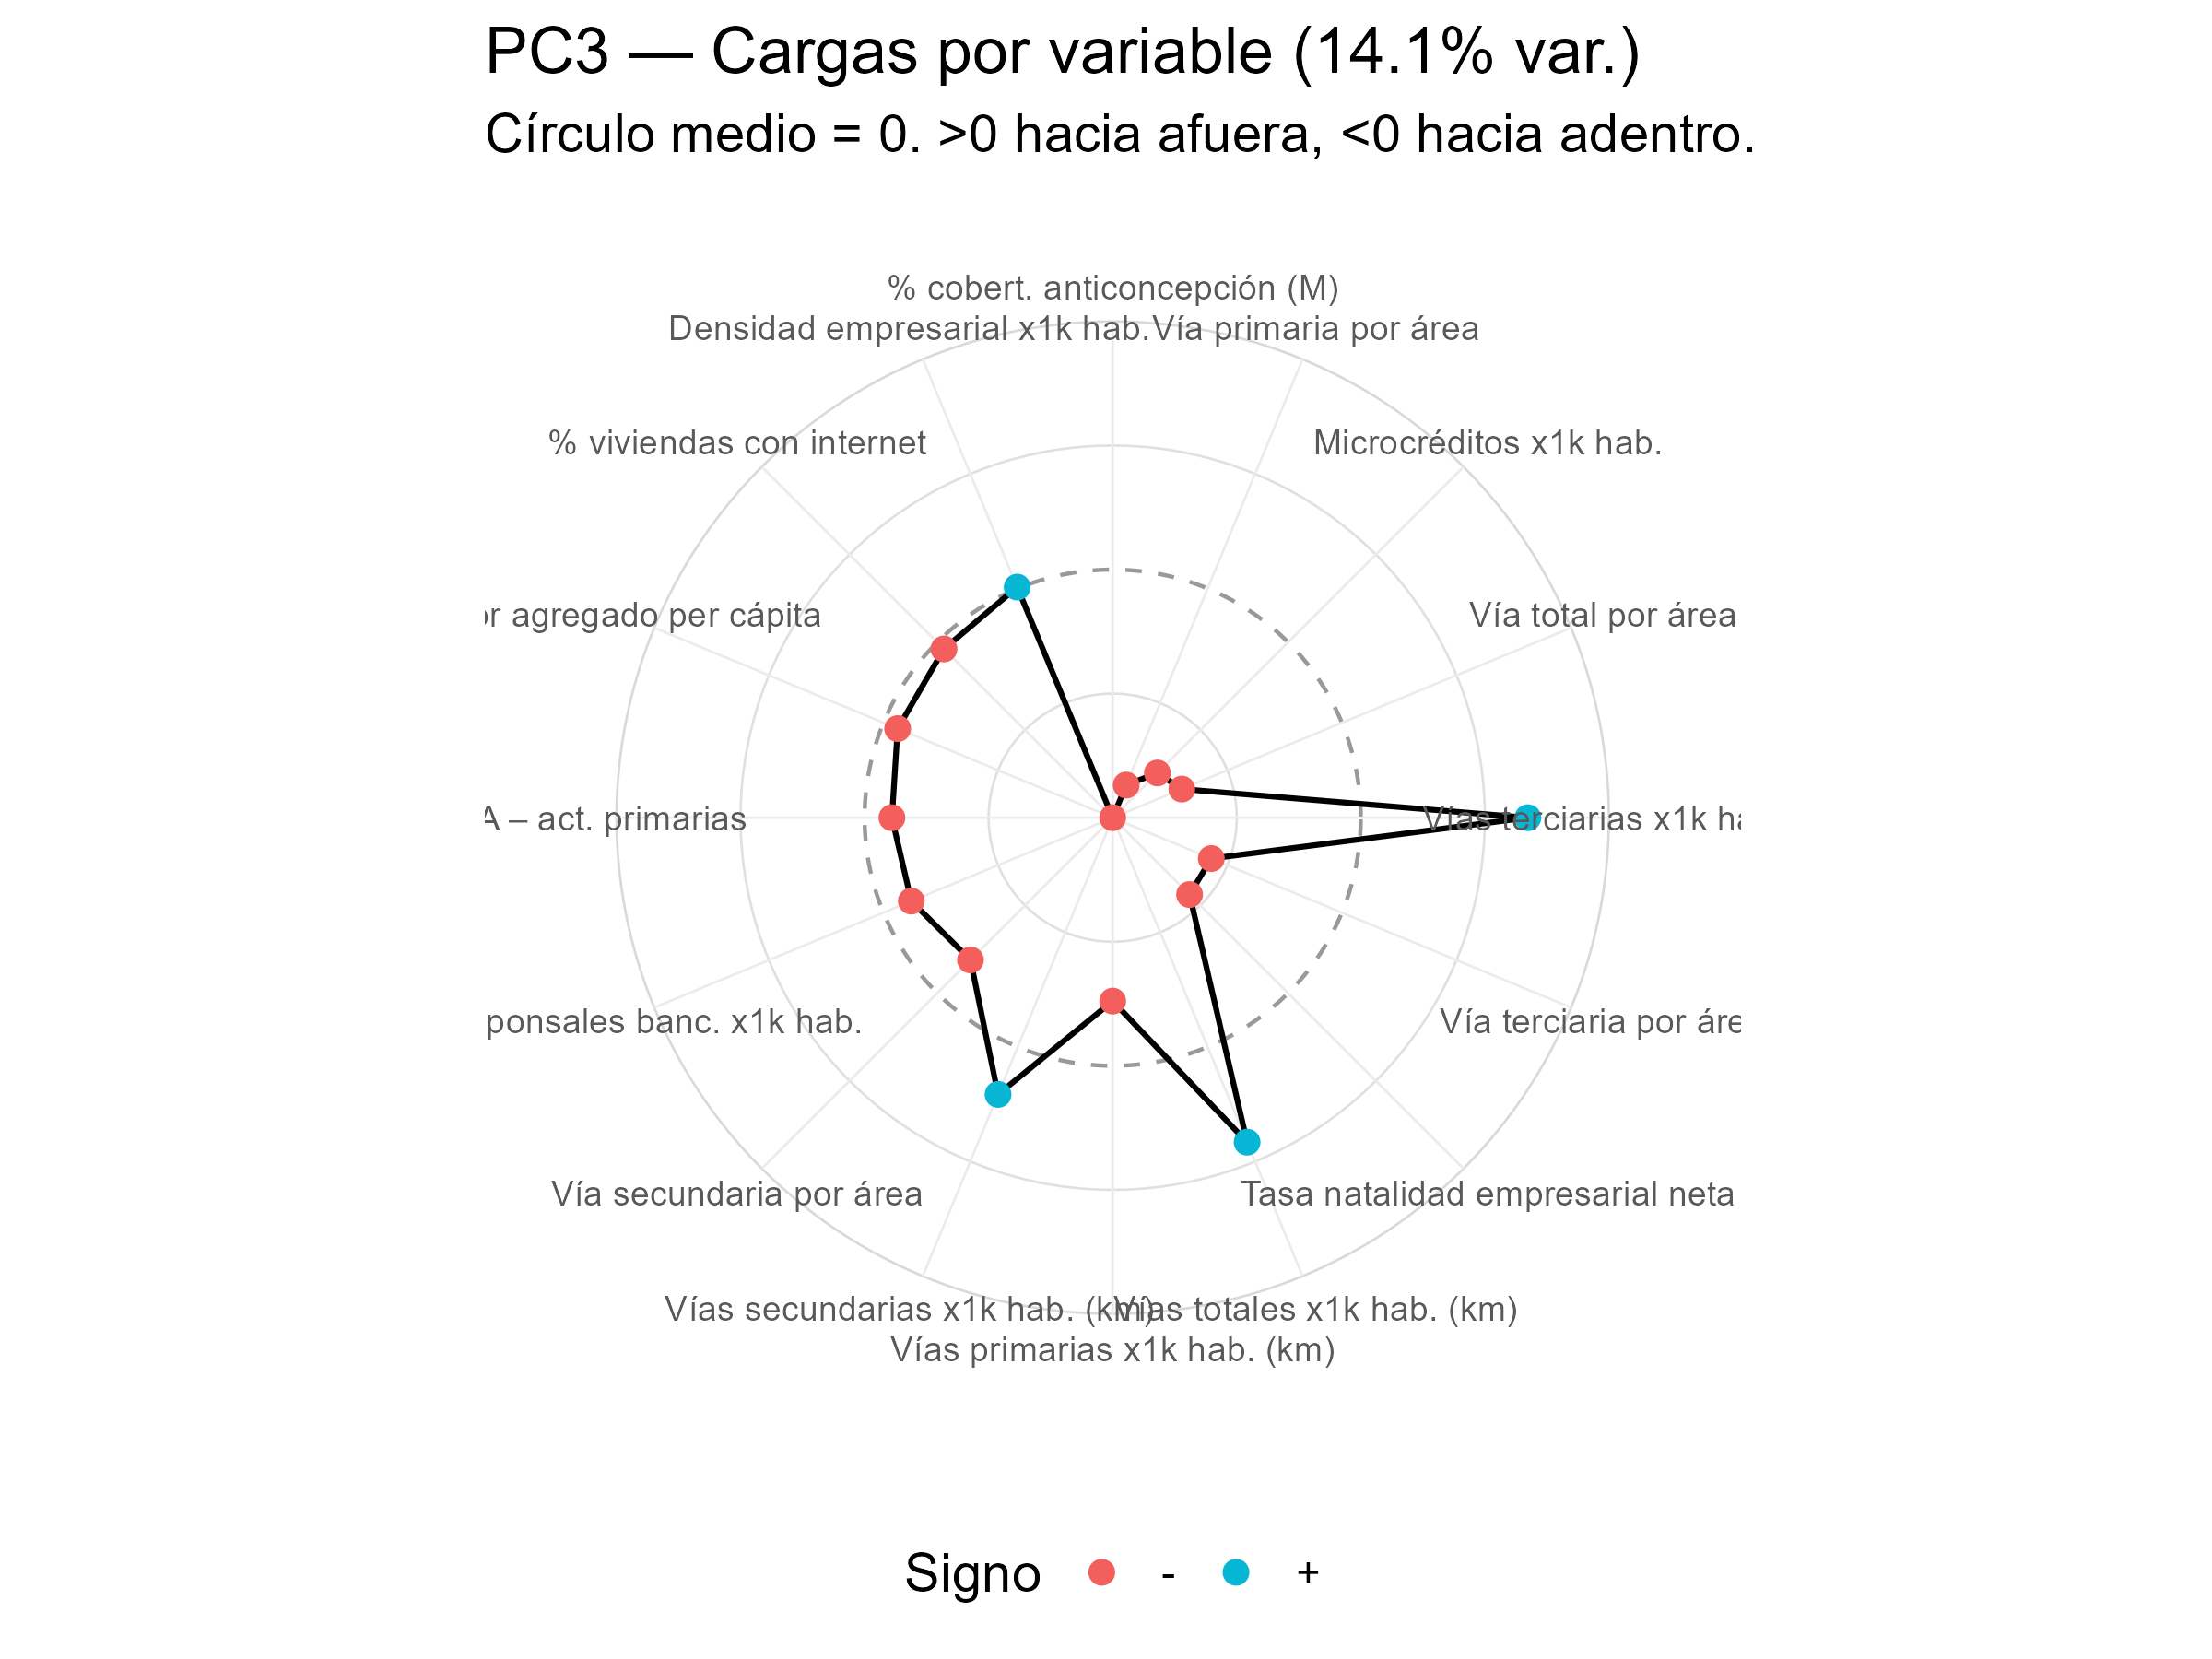 PC3 — Cargas por variable (14.1% var.)
Círculo medio = 0. >0 hacia afuera, <0 hacia adentro.
% cobert. anticoncepción (M)
Densidad empresarial x1k hab.
Vía primaria por área
% viviendas con internet
Microcréditos x1k hab.
agregado per cápita
Vía total por área
– act. primarias
Vías terciarias x1k
banc. x1k hab.
Vía terciaria por
Vía secundaria por área
Tasa natalidad empresarial neta
Vías secundarias x1k hab. (km)
Vías totales x1k hab. (km)
Vías primarias x1k hab. (km)
Signo - +